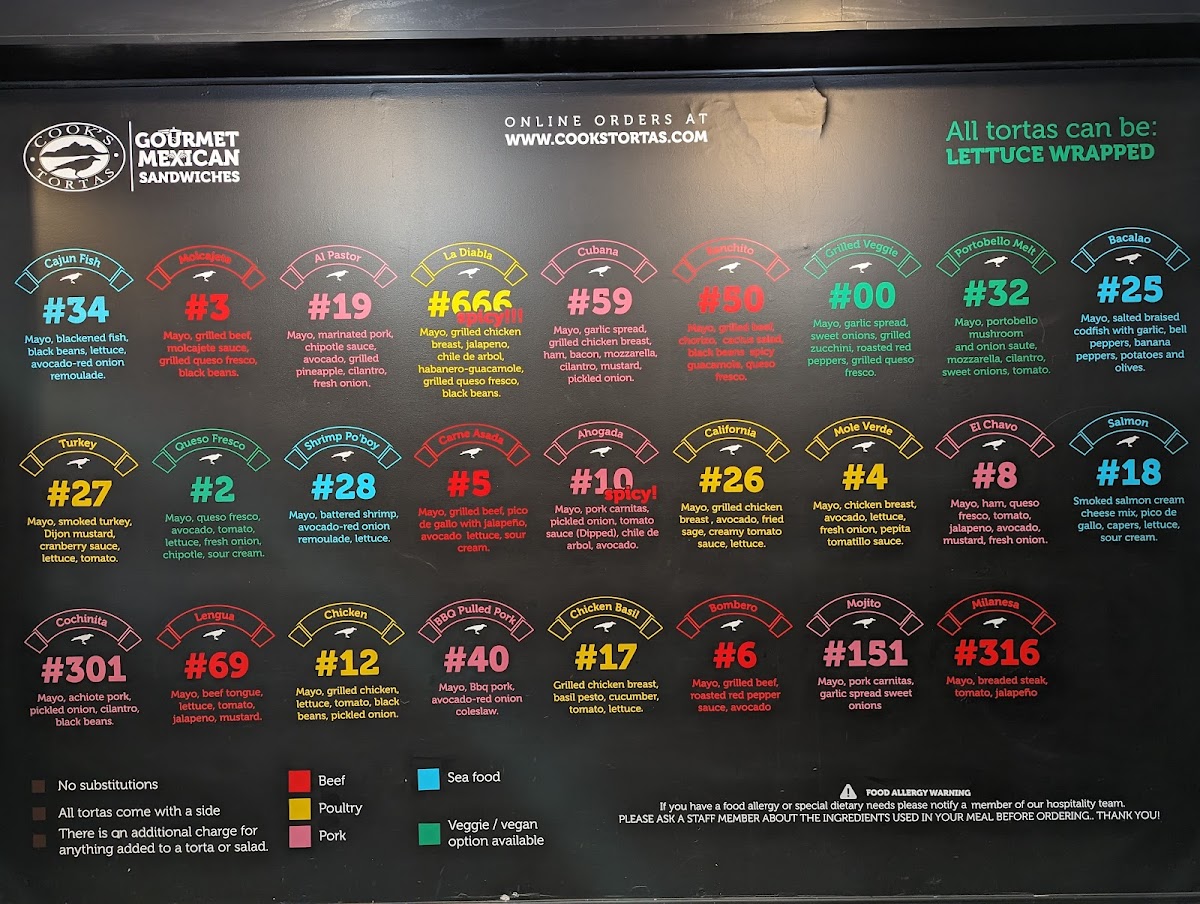 COOK'S
TORTAS
GOURMET
MEXICAN
SANDWICHES
ONLINE ORDERS AT
WWW.COOKSTORTAS.COM
All tortas can be:
LETTUCE WRAPPED
Cajun Fish
#34
Mayo, blackened fish,
black beans, lettuce,
avocado-red onion
remoulade.
Molcajete
#3
Mayo, grilled beef,
molcajete sauce,
grilled queso fresco,
black beans.
Al Pastor
#19
Mayo, marinated pork,
chipotle sauce,
avocado, grilled
pineapple, cilantro,
fresh onion.
La Diabla
#666
spicy!!!
Mayo, grilled chicken
breast, jalapeno,
chile de arbol,
habanero-guacamole,
grilled queso fresco,
black beans.
Cubana
#59
Mayo, garlic spread,
grilled chicken breast,
ham, bacon, mozzarella,
cilantro, mustard,
pickled onion.
Ranchito
#50
Mayo, grilled beef,
chorizo, cactus salad,
black beans spicy
guacamole, queso
fresco.
Grilled Veggie
#00
Mayo, garlic spread,
sweet onions, grilled
zucchini, roasted red
peppers, grilled queso
fresco.
Portobello Melt
#32
Mayo, portobello
mushroom
and onion saute,
mozzarella, cilantro,
sweet onions, tomato.
Bacalao
#25
Mayo, salted braised
codfish with garlic, bell
peppers, banana
peppers, potatoes and
olives.
Turkey
#27
Mayo, smoked turkey,
Dijon mustard,
cranberry sauce,
lettuce, tomato.
Queso Fresco
#2
Mayo, queso fresco,
avocado, tomato,
lettuce, fresh onion,
chipotle, sour cream.
Shrimp Po'boy
#28
Mayo, battered shrimp,
avocado-red onion
remoulade, lettuce.
Carne Asada
#5
Mayo, grilled beef, pico
de gallo with jalapeño,
avocado lettuce, sour
cream.
Ahogada
#10
spicy!
Mayo, pork carnitas,
pickled onion, tomato
sauce (Dipped), chile de
arbol, avocado.
California
#26
Mayo, grilled chicken
breast , avocado, fried
sage, creamy tomato
sauce, lettuce.
Mole Verde
#4
Mayo, chicken breast,
avocado, lettuce,
fresh onion, pepita
tomatillo sauce.
El Chavo
#8
Mayo, ham, queso
fresco, tomato,
jalapeno, avocado,
mustard, fresh onion.
Salmon
#18
Smoked salmon cream
cheese mix, pico de
gallo, capers, lettuce,
sour cream.
Cochinita
#301
Mayo, achiote pork,
pickled onion, cilantro,
black beans.
Lengua
#69
Mayo, beef tongue,
lettuce, tomato,
jalapeno, mustard.
Chicken
#12
Mayo, grilled chicken,
lettuce, tomato, black
beans, pickled onion.
BBQ Pulled Pork
#40
Mayo, Bbq pork,
avocado-red onion
coleslaw.
Chicken Basil
#17
Grilled chicken breast,
basil pesto, cucumber,
tomato, lettuce.
Bombero
#6
Mayo, grilled beef,
roasted red pepper
sauce, avocado
Mojito
#151
Mayo, pork carnitas,
garlic spread sweet
onions
Milanesa
#316
Mayo, breaded steak,
tomato, jalapeño
No substitutions
All tortas come with a side
There is an additional charge for
anything added to a torta or salad.
Beef
Poultry
Pork
Sea food
Veggie / vegan
option available
FOOD ALLERGY WARNING
If you have a food allergy or special dietary needs please notify a member of our hospitality team.
PLEASE ASK A STAFF MEMBER ABOUT THE INGREDIENTS USED IN YOUR MEAL BEFORE ORDERING.. THANK YOU!